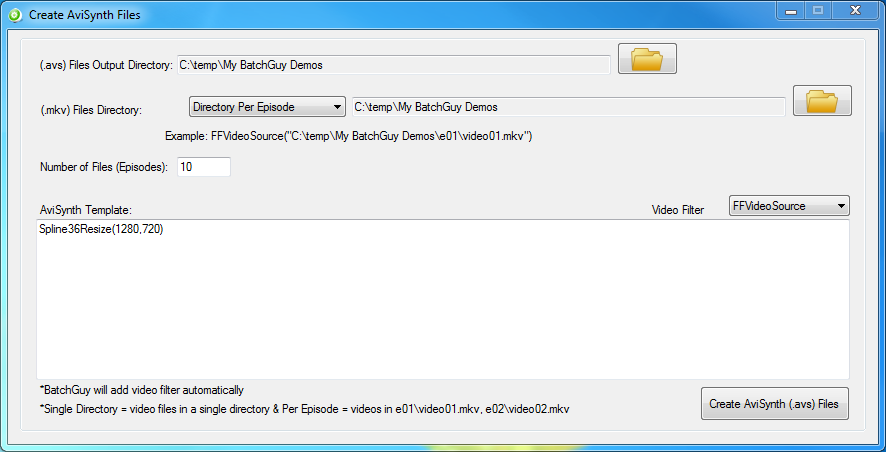 Create AviSynth Files
(.avs) Files Output Directory: C:\temp\My BatchGuy Demos
(.mkv) Files Directory: Directory Per Episode C:\temp\My BatchGuy Demos
Example: FFVideoSource("C:\temp\My BatchGuy Demos\e01\video01.mkv")
Number of Files (Episodes): 10
AviSynth Template: Video Filter FFVideoSource
Spline36Resize(1280,720)
*BatchGuy will add video filter automatically
*Single Directory = video files in a single directory & Per Episode = videos in e01\video01.mkv, e02\video02.mkv
Create AviSynth (.avs) Files